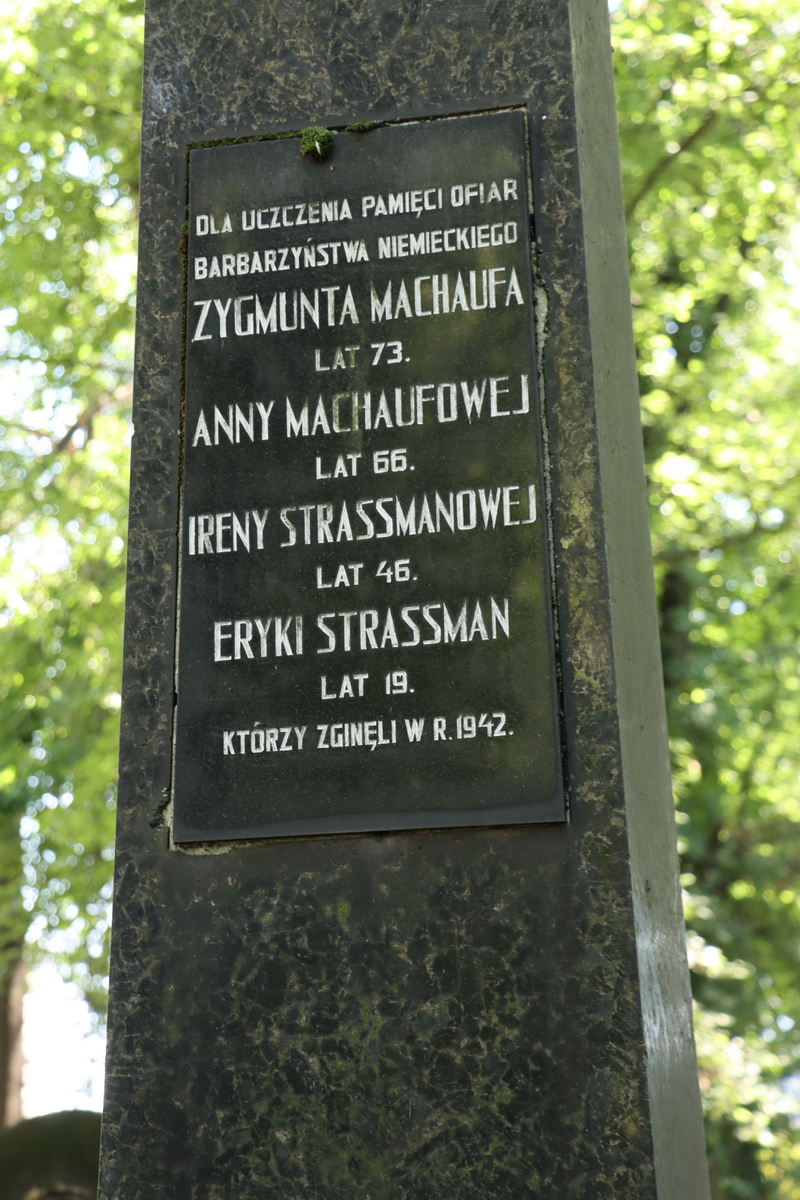 DLA UCZCZENIA PAMIĘCI OFIAR
BARBARZYŃSTWA NIEMIECKIEGO
ZYGMUNTA MACHAUFA
LAT 73.
ANNY MACHAUFOWEJ
LAT 66.
IRENY STRASSMANOWEJ
LAT 46.
ERYKI STRASSMAN
LAT 19.
KTÓRZY ZGINĘLI W R. 1942.